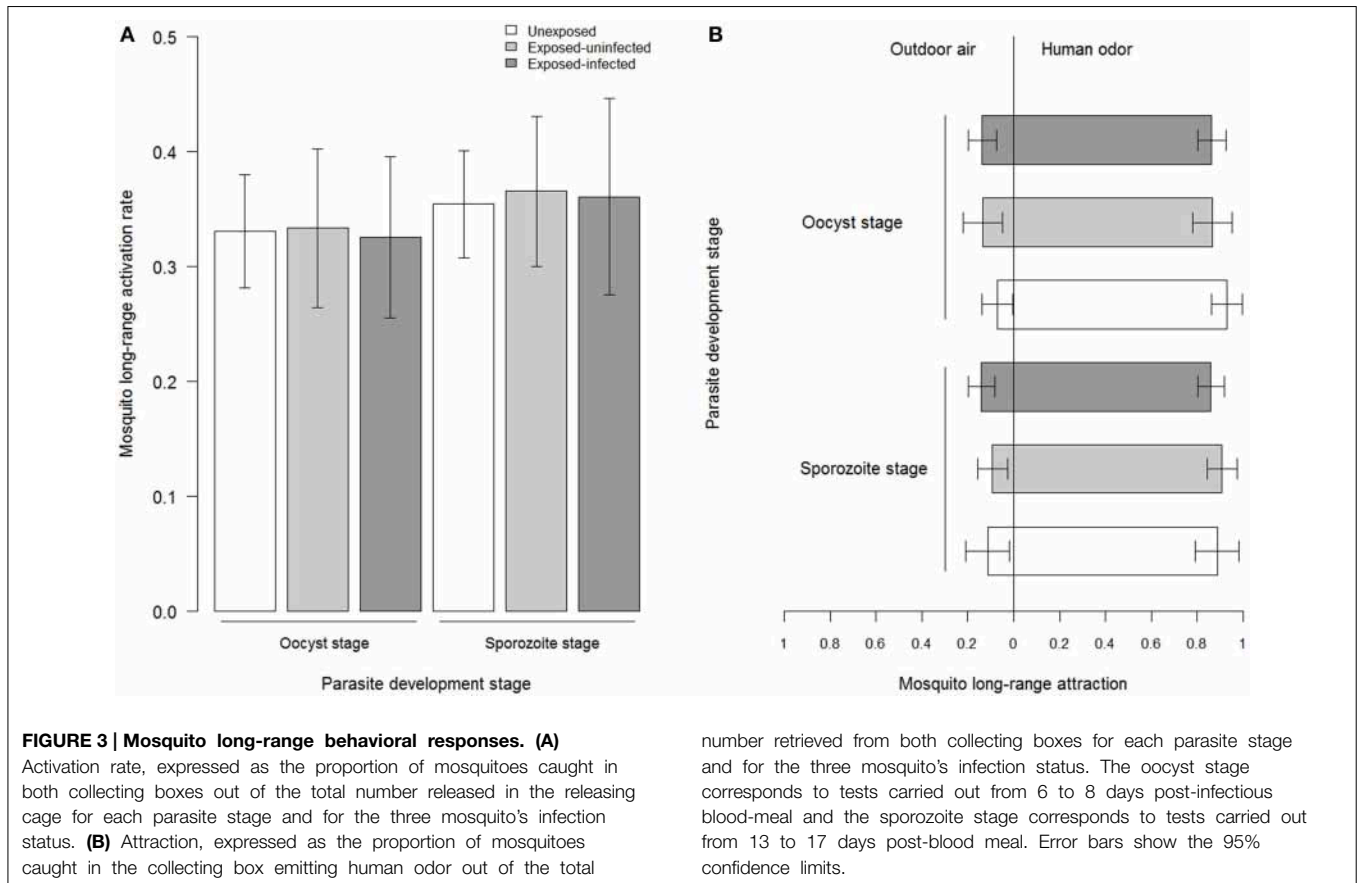 A
0.5
0.4
0.3
0.2
0.1
0.0
Mosquito long-range activation rate
Unexposed
Exposed-uninfected
Exposed-infected
Oocyst stage
Sporozoite stage
Parasite development stage
B
Outdoor air
Human odor
Parasite development stage
Oocyst stage
Sporozoite stage
1 0.8 0.6 0.4 0.2 0 0.2 0.4 0.6 0.8 1
Mosquito long-range attraction
FIGURE 3 | Mosquito long-range behavioral responses. (A)
Activation rate, expressed as the proportion of mosquitoes caught in
both collecting boxes out of the total number released in the releasing
cage for each parasite stage and for the three mosquito's infection
status. (B) Attraction, expressed as the proportion of mosquitoes
caught in the collecting box emitting human odor out of the total
number retrieved from both collecting boxes for each parasite stage
and for the three mosquito's infection status. The oocyst stage
corresponds to tests carried out from 6 to 8 days post-infectious
blood-meal and the sporozoite stage corresponds to tests carried out
from 13 to 17 days post-blood meal. Error bars show the 95%
confidence limits.